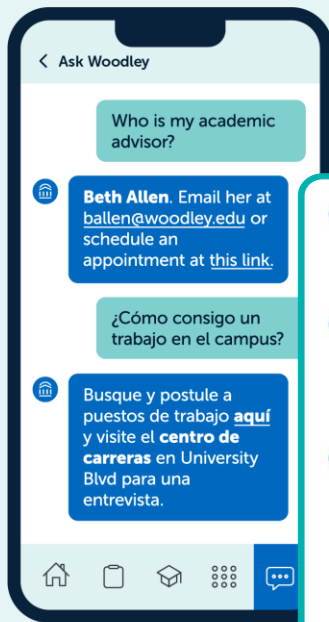 Ask Woodley
Who is my academic
advisor?
Beth Allen. Email her at
ballen@woodley.edu or
schedule an
appointment at this link.
¿Cómo consigo un
trabajo en el campus?
Busque y postule a
puestos de trabajo aquí
y visite el centro de
carreras en University
Blvd para una
entrevista.